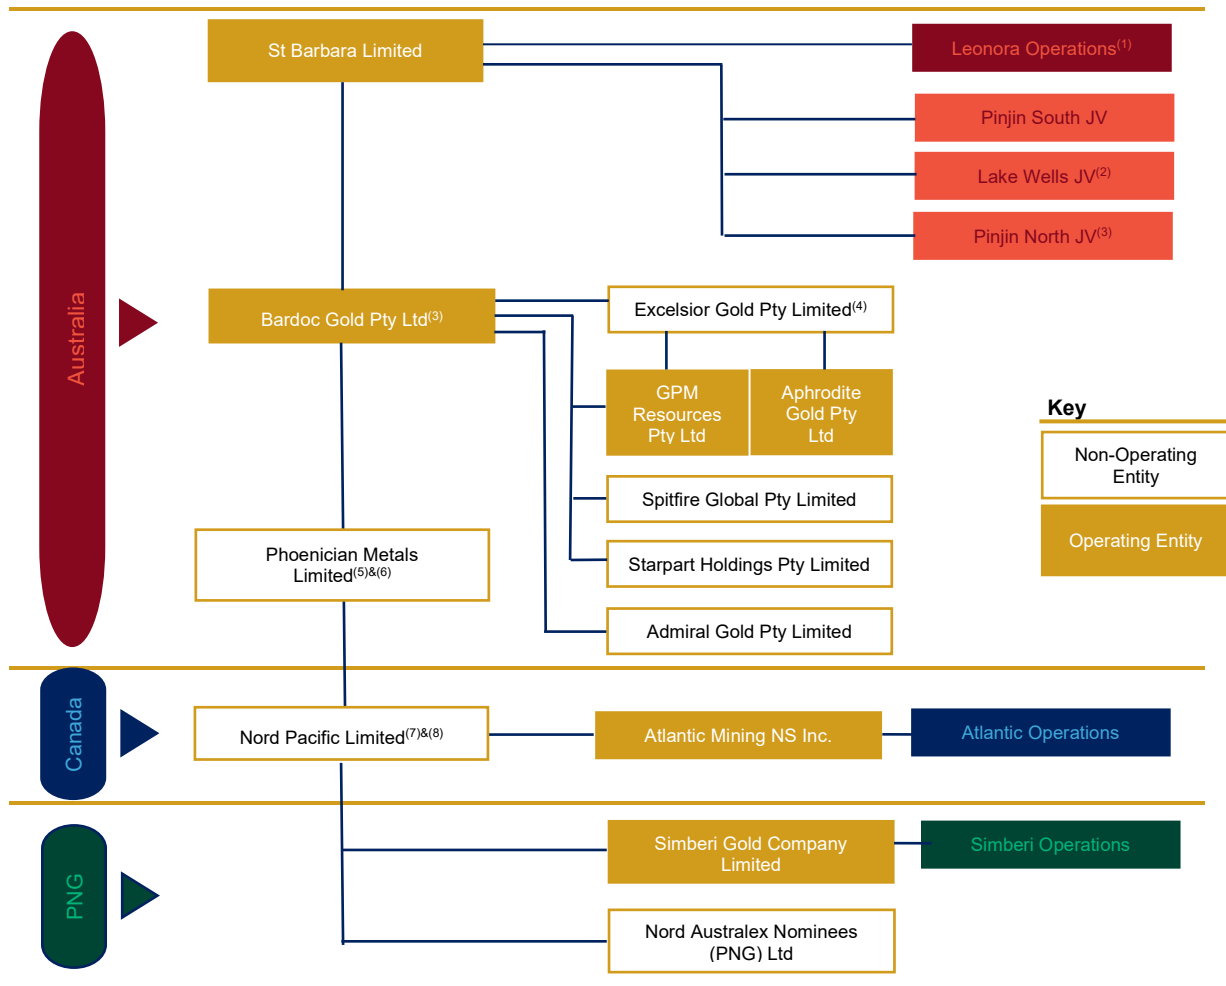 St Barbara Limited
Leonora Operations(1)
Pinjin South JV
Lake Wells JV(2)
Pinjin North JV(3)
Australia
Bardoc Gold Pty Ltd(3)
Excelsior Gold Pty Limited(4)
GPM
Resources
Pty Ltd
Aphrodite
Gold Pty
Ltd
Spitfire Global Pty Limited
Starpart Holdings Pty Limited
Admiral Gold Pty Limited
Phoenician Metals
Limited(5)&(6)
Key
Non-Operating
Entity
Operating Entity
Canada
Nord Pacific Limited(7)&(8)
Atlantic Mining NS Inc.
Atlantic Operations
PNG
Simberi Gold Company
Limited
Simberi Operations
Nord Australex Nominees
(PNG) Ltd